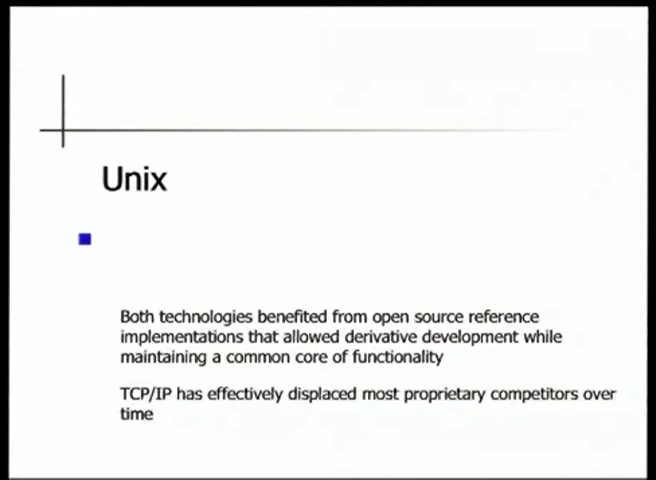 Unix
Both technologies benefited from open source reference
implementations that allowed derivative development while
maintaining a common core of functionality
TCP/IP has effectively displaced most proprietary competitors over
time